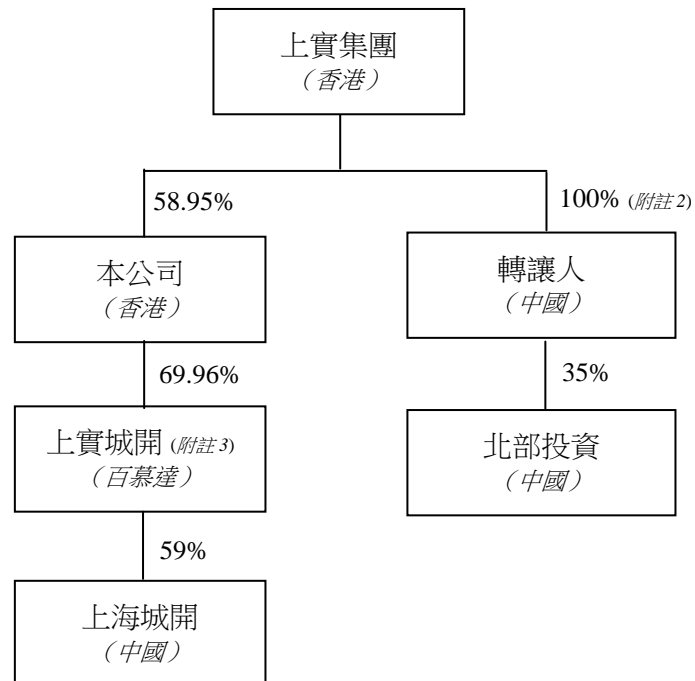 上實集團
（香港）
58.95%
100% (附註 2)
本公司
（香港）
轉讓人
（中國）
69.96%
35%
上實城開 (附註 3)
（百慕達）
北部投資
（中國）
59%
上海城開
（中國）